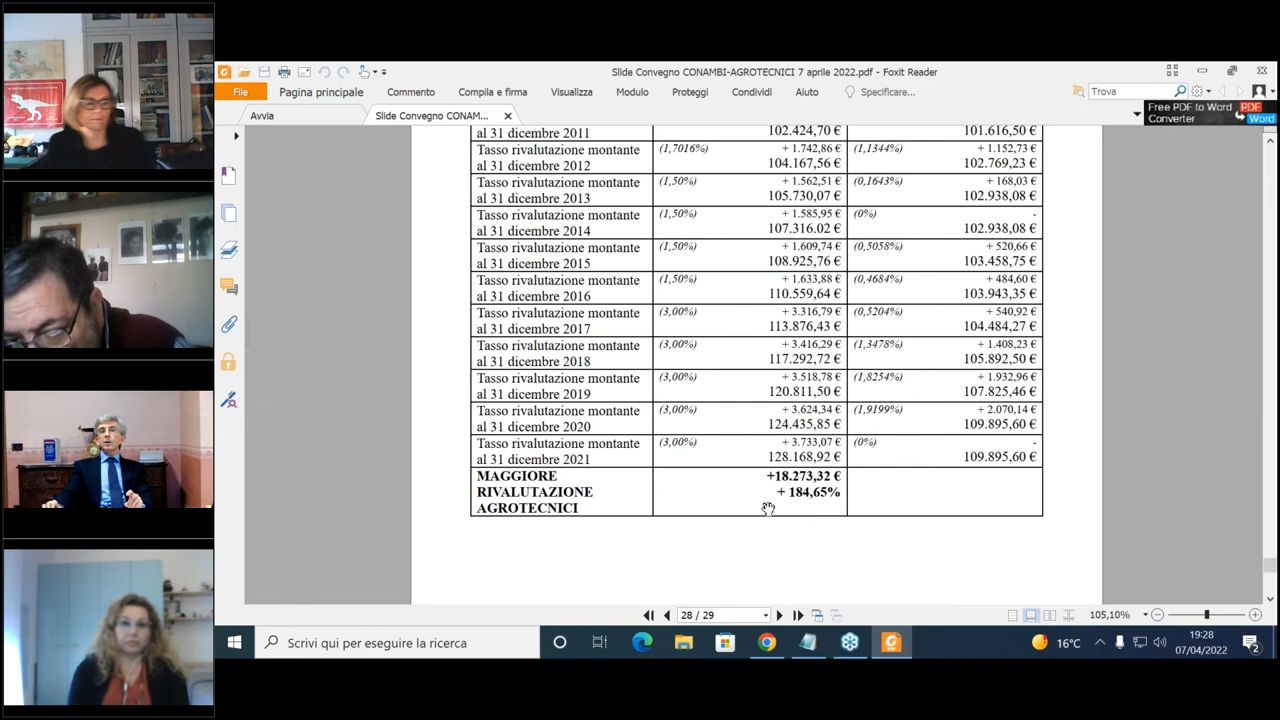 Slide Convegno CONAMBI-AGROTECNICI 7 aprile 2022.pdf - Foxit Reader
File Pagina principale Commento Compila e firma Visualizza Modulo Proteggi Condividi Aiuto Specificare... Trova
Free PDF to Word Converter PDF Word
Avvia Slide Convegno CONAM...
al 31 dicembre 2011 102.424,70 € 101.616,50 €
Tasso rivalutazione montante (1,7016%) + 1.742,86 € (1,1344%) + 1.152,73 €
al 31 dicembre 2012 104.167,56 € 102.769,23 €
Tasso rivalutazione montante (1,50%) + 1.562,51 € (0,1643%) + 168,03 €
al 31 dicembre 2013 105.730,07 € 102.938,08 €
Tasso rivalutazione montante (1,50%) + 1.585,95 € (0%) -
al 31 dicembre 2014 107.316.02 € 102.938,08 €
Tasso rivalutazione montante (1,50%) + 1.609,74 € (0,5058%) + 520,66 €
al 31 dicembre 2015 108.925,76 € 103.458,75 €
Tasso rivalutazione montante (1,50%) + 1.633,88 € (0,4684%) + 484,60 €
al 31 dicembre 2016 110.559,64 € 103.943,35 €
Tasso rivalutazione montante (3,00%) + 3.316,79 € (0,5204%) + 540,92 €
al 31 dicembre 2017 113.876,43 € 104.484,27 €
Tasso rivalutazione montante (3,00%) + 3.416,29 € (1,3478%) + 1.408,23 €
al 31 dicembre 2018 117.292,72 € 105.892,50 €
Tasso rivalutazione montante (3,00%) + 3.518,78 € (1,8254%) + 1.932,96 €
al 31 dicembre 2019 120.811,50 € 107.825,46 €
Tasso rivalutazione montante (3,00%) + 3.624,34 € (1,9199%) + 2.070,14 €
al 31 dicembre 2020 124.435,85 € 109.895,60 €
Tasso rivalutazione montante (3,00%) + 3.733,07 € (0%) -
al 31 dicembre 2021 128.168,92 € 109.895,60 €
MAGGIORE +18.273,32 €
RIVALUTAZIONE + 184,65%
AGROTECNICI
28 / 29 105,10%
Scrivi qui per eseguire la ricerca 16°C 19:28
07/04/2022 2